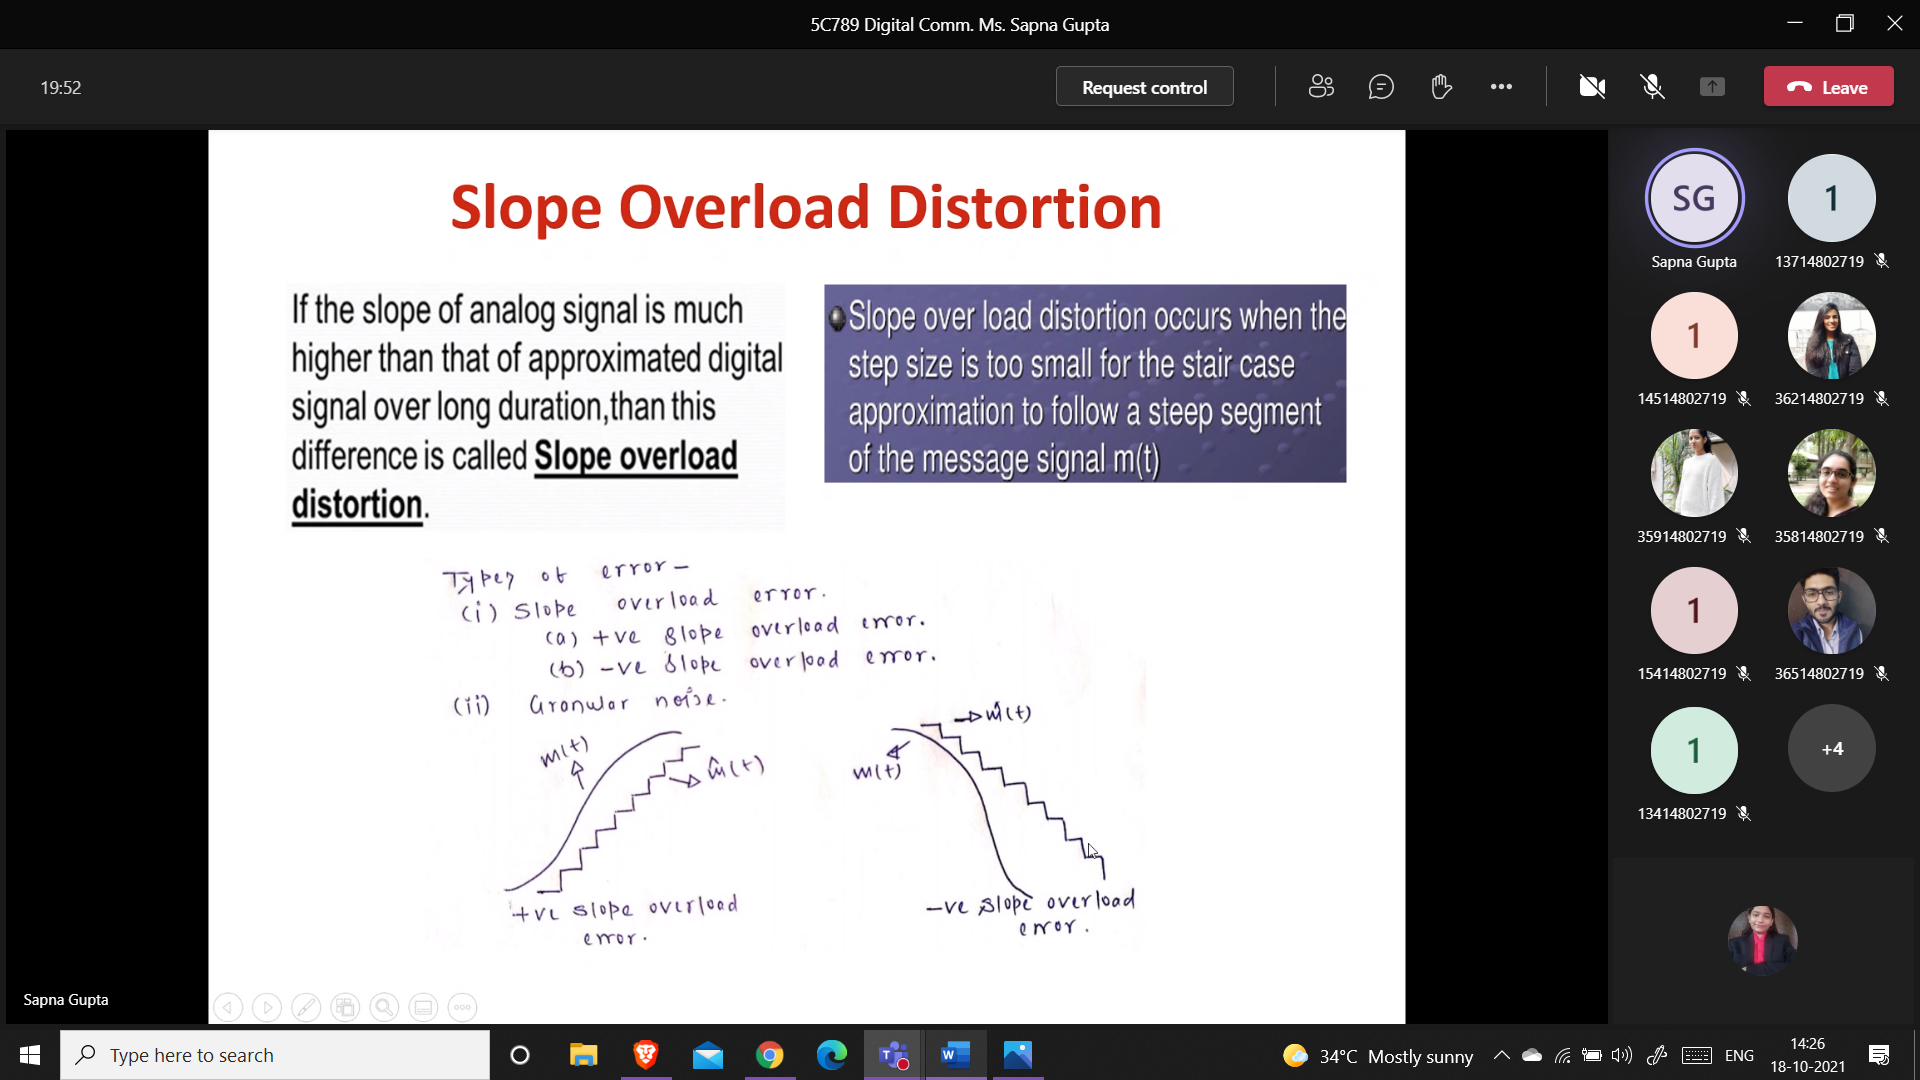 5C789 Digital Comm. Ms. Sapna Gupta
19:52
Request control
Leave
Slope Overload Distortion
If the slope of analog signal is much
higher than that of approximated digital
signal over long duration,than this
difference is called Slope overload
distortion.
Slope over load distortion occurs when the
step size is too small for the stair case
approximation to follow a steep segment
of the message signal m(t)
Types of error-
(i) Slope overload error.
(a) +ve slope overload error.
(b) -ve slope overload error.
(ii) Granular noise.
m(t)
m̂(t)
+ve slope overload
error.
m̂(t)
m(t)
-ve slope overload
error.
Sapna Gupta
SG
Sapna Gupta
1
13714802719
1
14514802719
36214802719
35914802719
35814802719
1
15414802719
36514802719
1
13414802719
+4
Type here to search
34°C Mostly sunny
ENG
14:26
18-10-2021